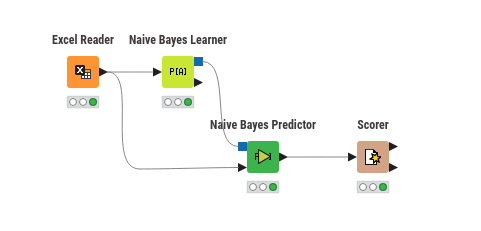 Excel Reader
Naive Bayes Learner
P[A]
Naive Bayes Predictor
Scorer